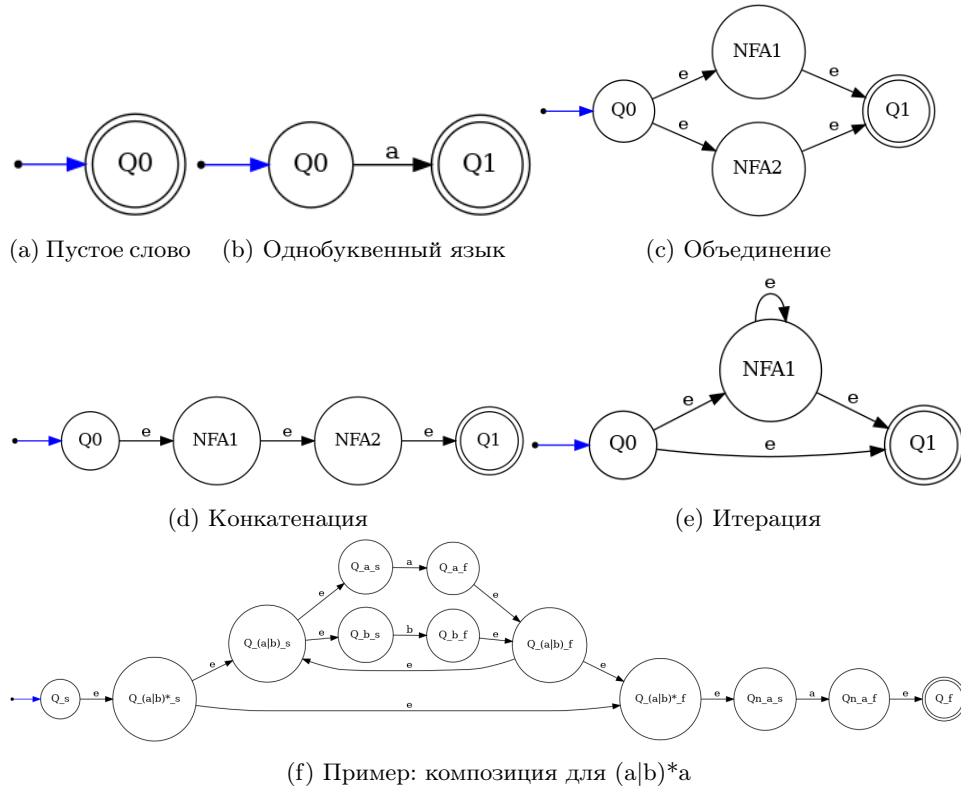 NFA1
e e
Q0 Q1
e e
NFA2
Q0
Q0 a Q1
(a) Пустое слово (b) Однобуквенный язык (c) Объединение
e
NFA1
e e
Q0 e Q1
Q0 e NFA1 e NFA2 e Q1
(d) Конкатенация (e) Итерация
Q_a_s a Q_a_f
e e
Q_(a|b)_s e Q_b_s b Q_b_f e Q_(a|b)_f
e e e
Q_s e Q_(a|b)*_s e Q_(a|b)*_f e Qn_a_s a Qn_a_f e Q_f
(f) Пример: композиция для (a|b)*a